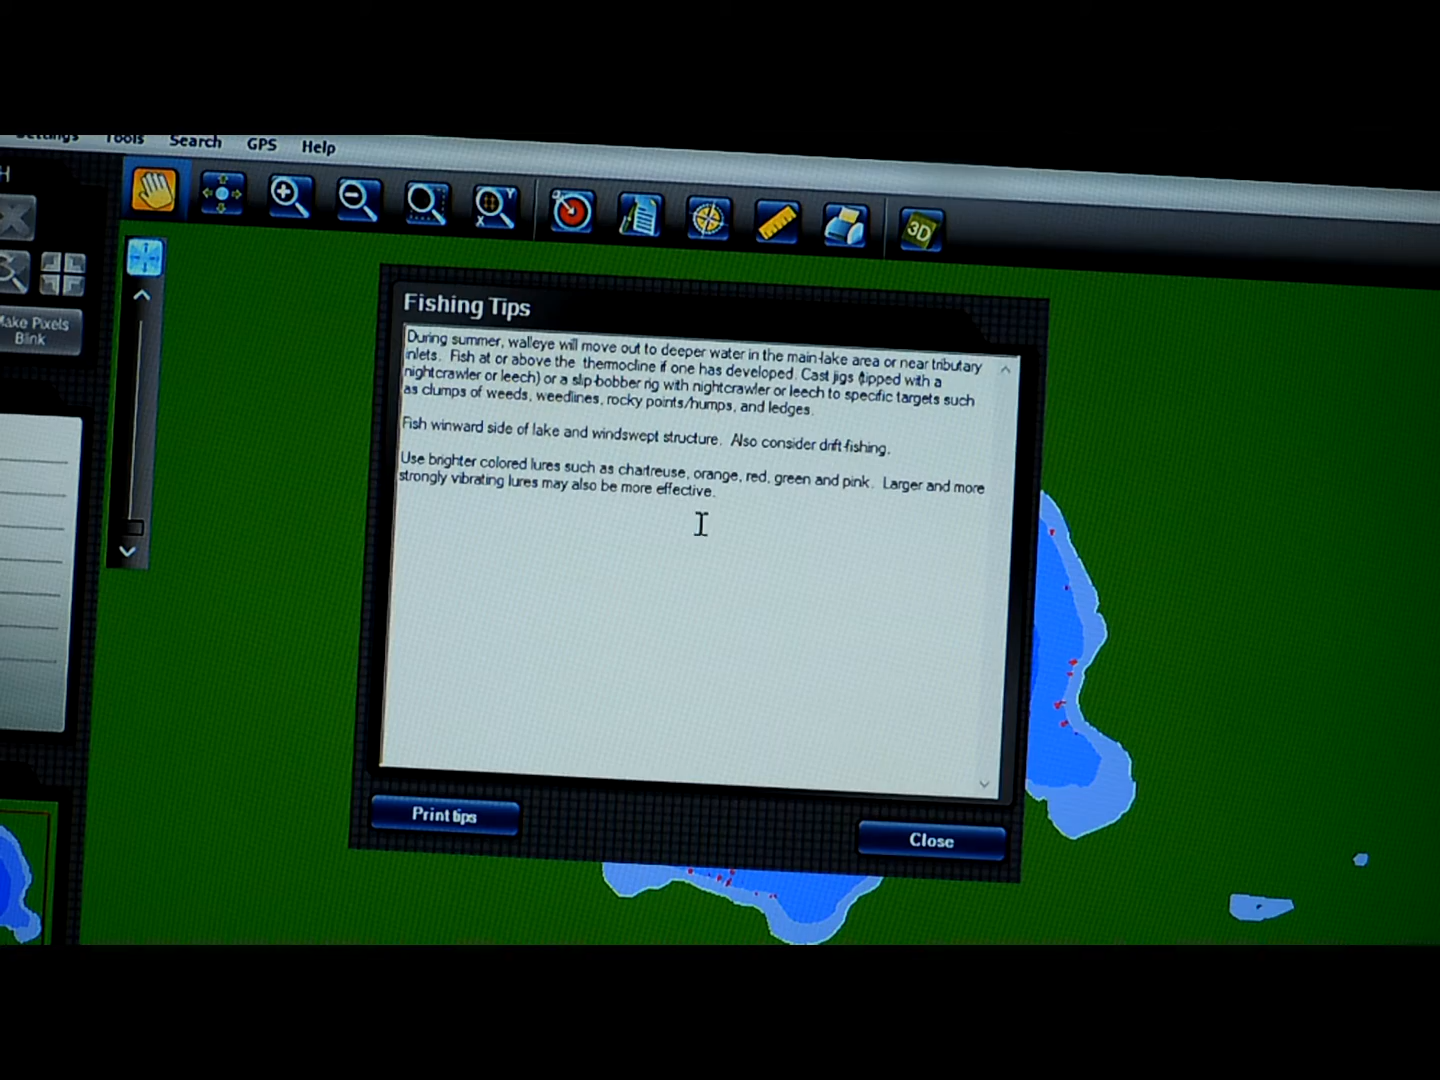 Settings Tools Search GPS Help
H
3D
Make Pixels
Blink
Fishing Tips
During summer, walleye will move out to deeper water in the main-lake area or near tributary
inlets. Fish at or above the thermocline if one has developed. Cast jigs (tipped with a
nightcrawler or leech) or a slip-bobber rig with nightcrawler or leech to specific targets such
as clumps of weeds, weedlines, rocky points/humps, and ledges.
Fish winward side of lake and windswept structure. Also consider drift-fishing.
Use brighter colored lures such as chartreuse, orange, red, green and pink. Larger and more
strongly vibrating lures may also be more effective.
Print tips
Close